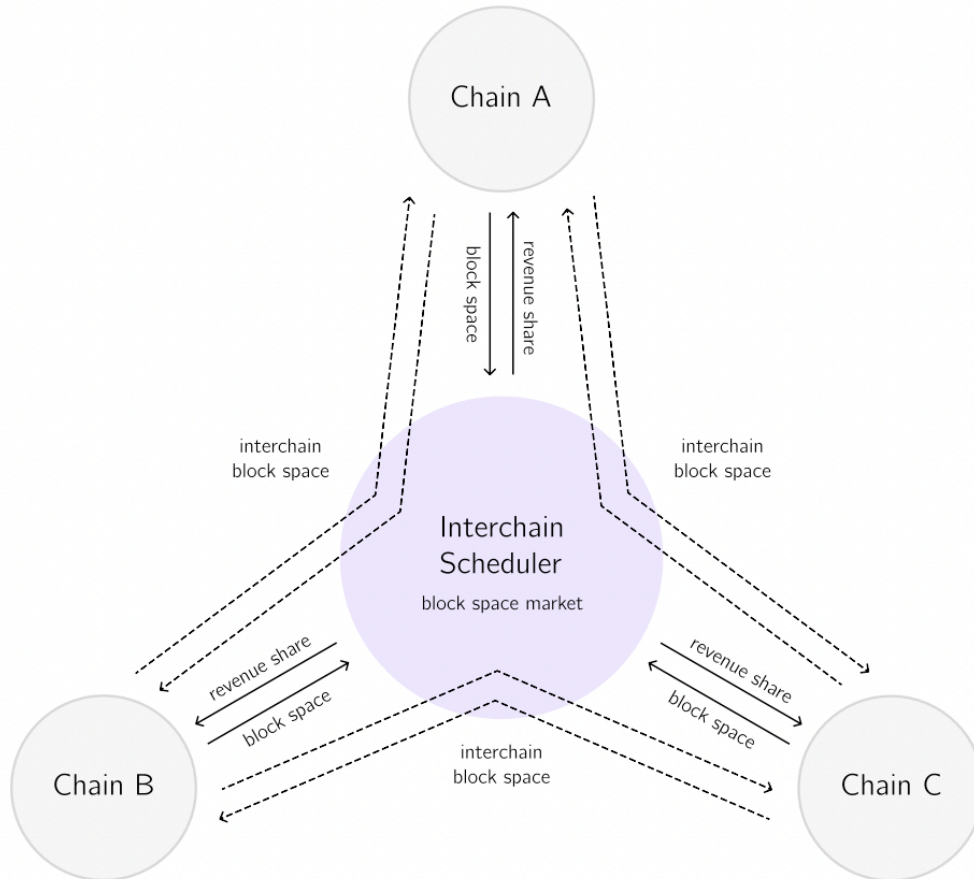 Chain A
block space
revenue share
interchain
block space
interchain
block space
Interchain
Scheduler
block space market
revenue share
block space
revenue share
block space
interchain
block space
Chain B
Chain C